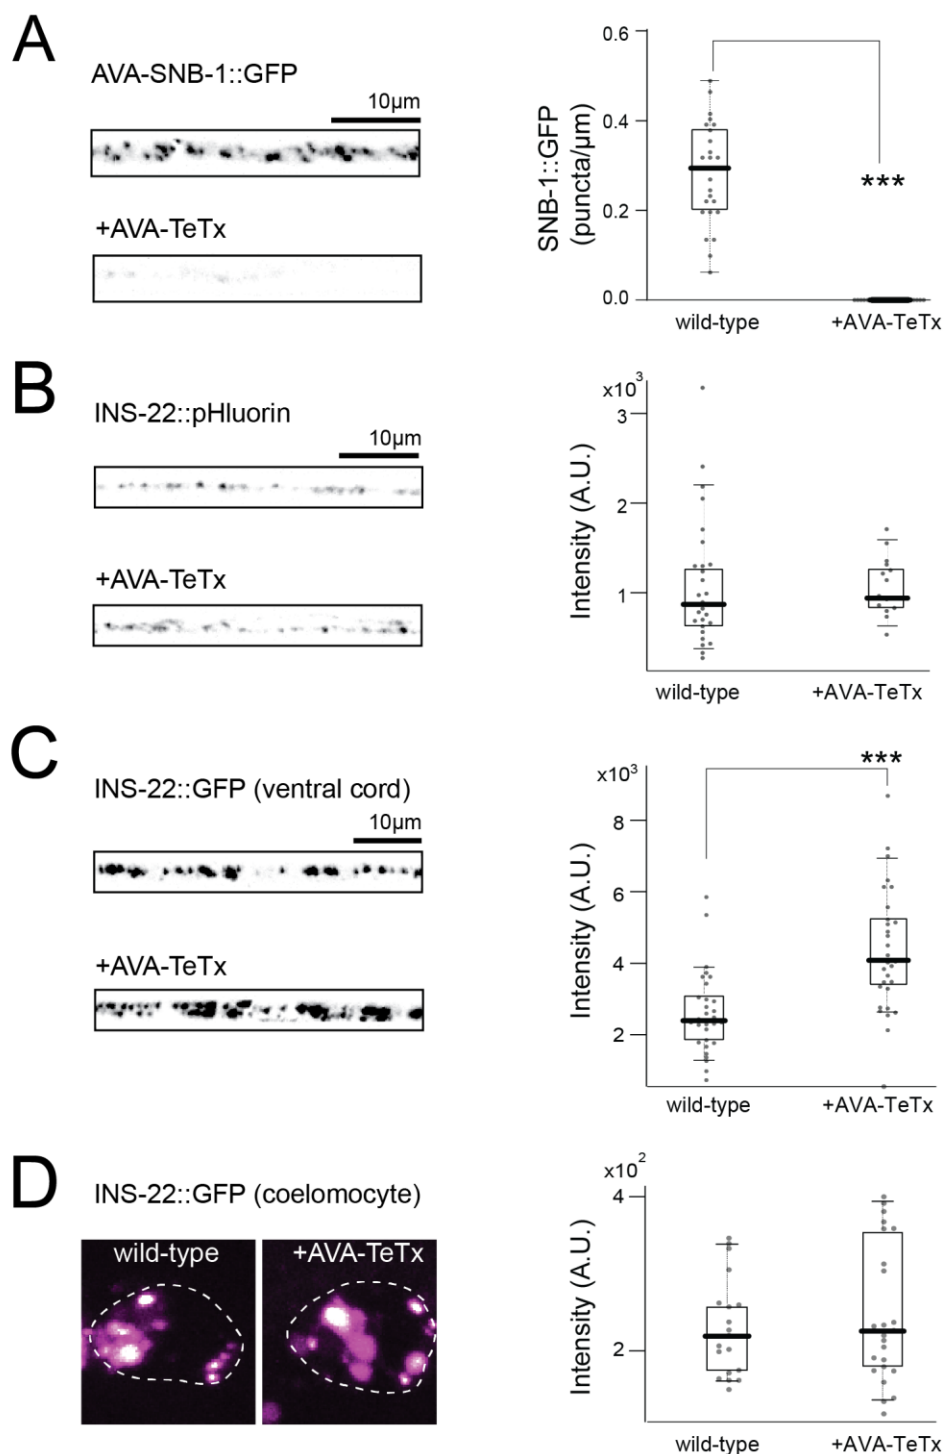 A
AVA-SNB-1::GFP
10µm
+AVA-TeTx
SNB-1::GFP
(puncta/µm)
0.6
0.4
0.2
0.0
***
wild-type
+AVA-TeTx
B
INS-22::pHluorin
10µm
+AVA-TeTx
Intensity (A.U.)
x10³
3
2
1
wild-type
+AVA-TeTx
C
INS-22::GFP (ventral cord)
10µm
+AVA-TeTx
Intensity (A.U.)
x10³
8
6
4
2
***
wild-type
+AVA-TeTx
D
INS-22::GFP (coelomocyte)
wild-type
+AVA-TeTx
Intensity (A.U.)
x10²
4
2
wild-type
+AVA-TeTx